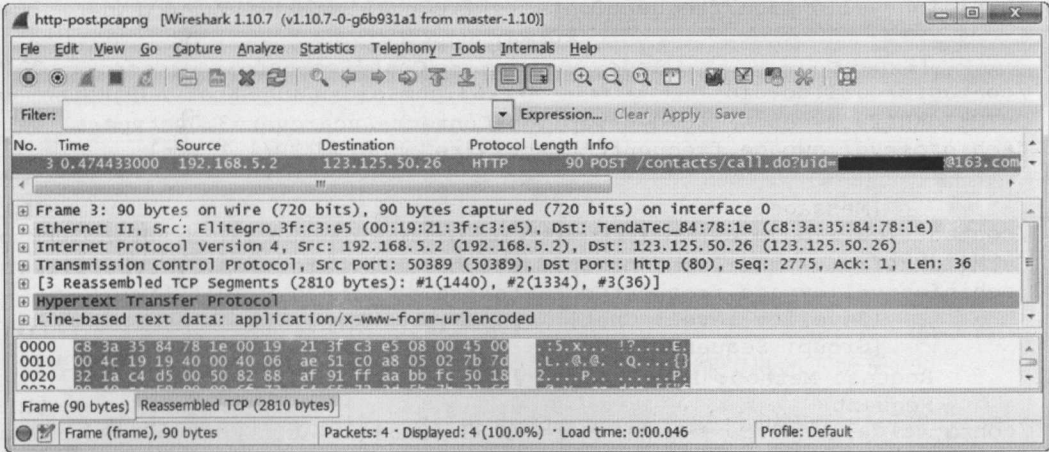 http-post.pcapng [Wireshark 1.10.7 (v1.10.7-0-g6b931a1 from master-1.10)]
File Edit View Go Capture Analyze Statistics Telephony Tools Internals Help
Filter: Expression... Clear Apply Save
No. Time Source Destination Protocol Length Info
3 0.474433000 192.168.5.2 123.125.50.26 HTTP 90 POST /contacts/call.do?uid= @163.com
Frame 3: 90 bytes on wire (720 bits), 90 bytes captured (720 bits) on interface 0
Ethernet II, Src: Elitegro_3f:c3:e5 (00:19:21:3f:c3:e5), Dst: TendaTec_84:78:1e (c8:3a:35:84:78:1e)
Internet Protocol Version 4, Src: 192.168.5.2 (192.168.5.2), Dst: 123.125.50.26 (123.125.50.26)
Transmission Control Protocol, Src Port: 50389 (50389), Dst Port: http (80), Seq: 2775, Ack: 1, Len: 36
[3 Reassembled TCP Segments (2810 bytes): #1(1440), #2(1334), #3(36)]
Hypertext Transfer Protocol
Line-based text data: application/x-www-form-urlencoded
0000 c8 3a 35 84 78 1e 00 19 21 3f c3 e5 08 00 45 00 .:5.x... !?....E.
0010 00 4c 19 19 40 00 40 06 ae 51 c0 a8 05 02 7b 7d .L..@.@. .Q....{}
0020 32 1a c4 d5 00 50 82 68 af 91 ff aa bb fc 50 18 2....P.h ......P.
Frame (90 bytes) Reassembled TCP (2810 bytes)
Frame (frame), 90 bytes Packets: 4 · Displayed: 4 (100.0%) · Load time: 0:00.046 Profile: Default